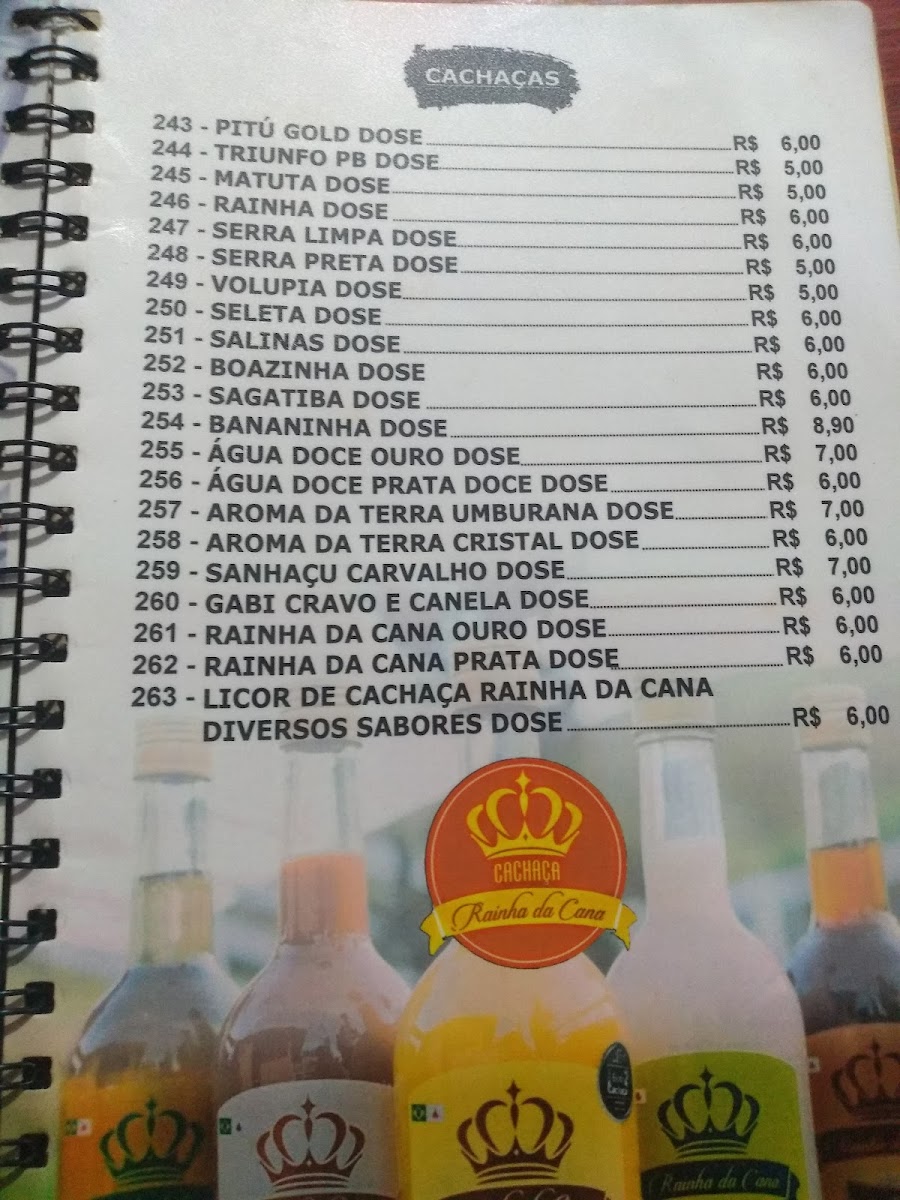 CACHAÇAS
243 - PITÚ GOLD DOSE R$ 6,00
244 - TRIUNFO PB DOSE R$ 5,00
245 - MATUTA DOSE R$ 5,00
246 - RAINHA DOSE R$ 6,00
247 - SERRA LIMPA DOSE R$ 6,00
248 - SERRA PRETA DOSE R$ 5,00
249 - VOLUPIA DOSE R$ 5,00
250 - SELETA DOSE R$ 6,00
251 - SALINAS DOSE R$ 6,00
252 - BOAZINHA DOSE R$ 6,00
253 - SAGATIBA DOSE R$ 6,00
254 - BANANINHA DOSE R$ 8,90
255 - ÁGUA DOCE OURO DOSE R$ 7,00
256 - ÁGUA DOCE PRATA DOCE DOSE R$ 6,00
257 - AROMA DA TERRA UMBURANA DOSE R$ 7,00
258 - AROMA DA TERRA CRISTAL DOSE R$ 6,00
259 - SANHAÇU CARVALHO DOSE R$ 7,00
260 - GABI CRAVO E CANELA DOSE R$ 6,00
261 - RAINHA DA CANA OURO DOSE R$ 6,00
262 - RAINHA DA CANA PRATA DOSE R$ 6,00
263 - LICOR DE CACHAÇA RAINHA DA CANA
DIVERSOS SABORES DOSE R$ 6,00
CACHAÇA
Rainha da Cana
Rainha da Cana